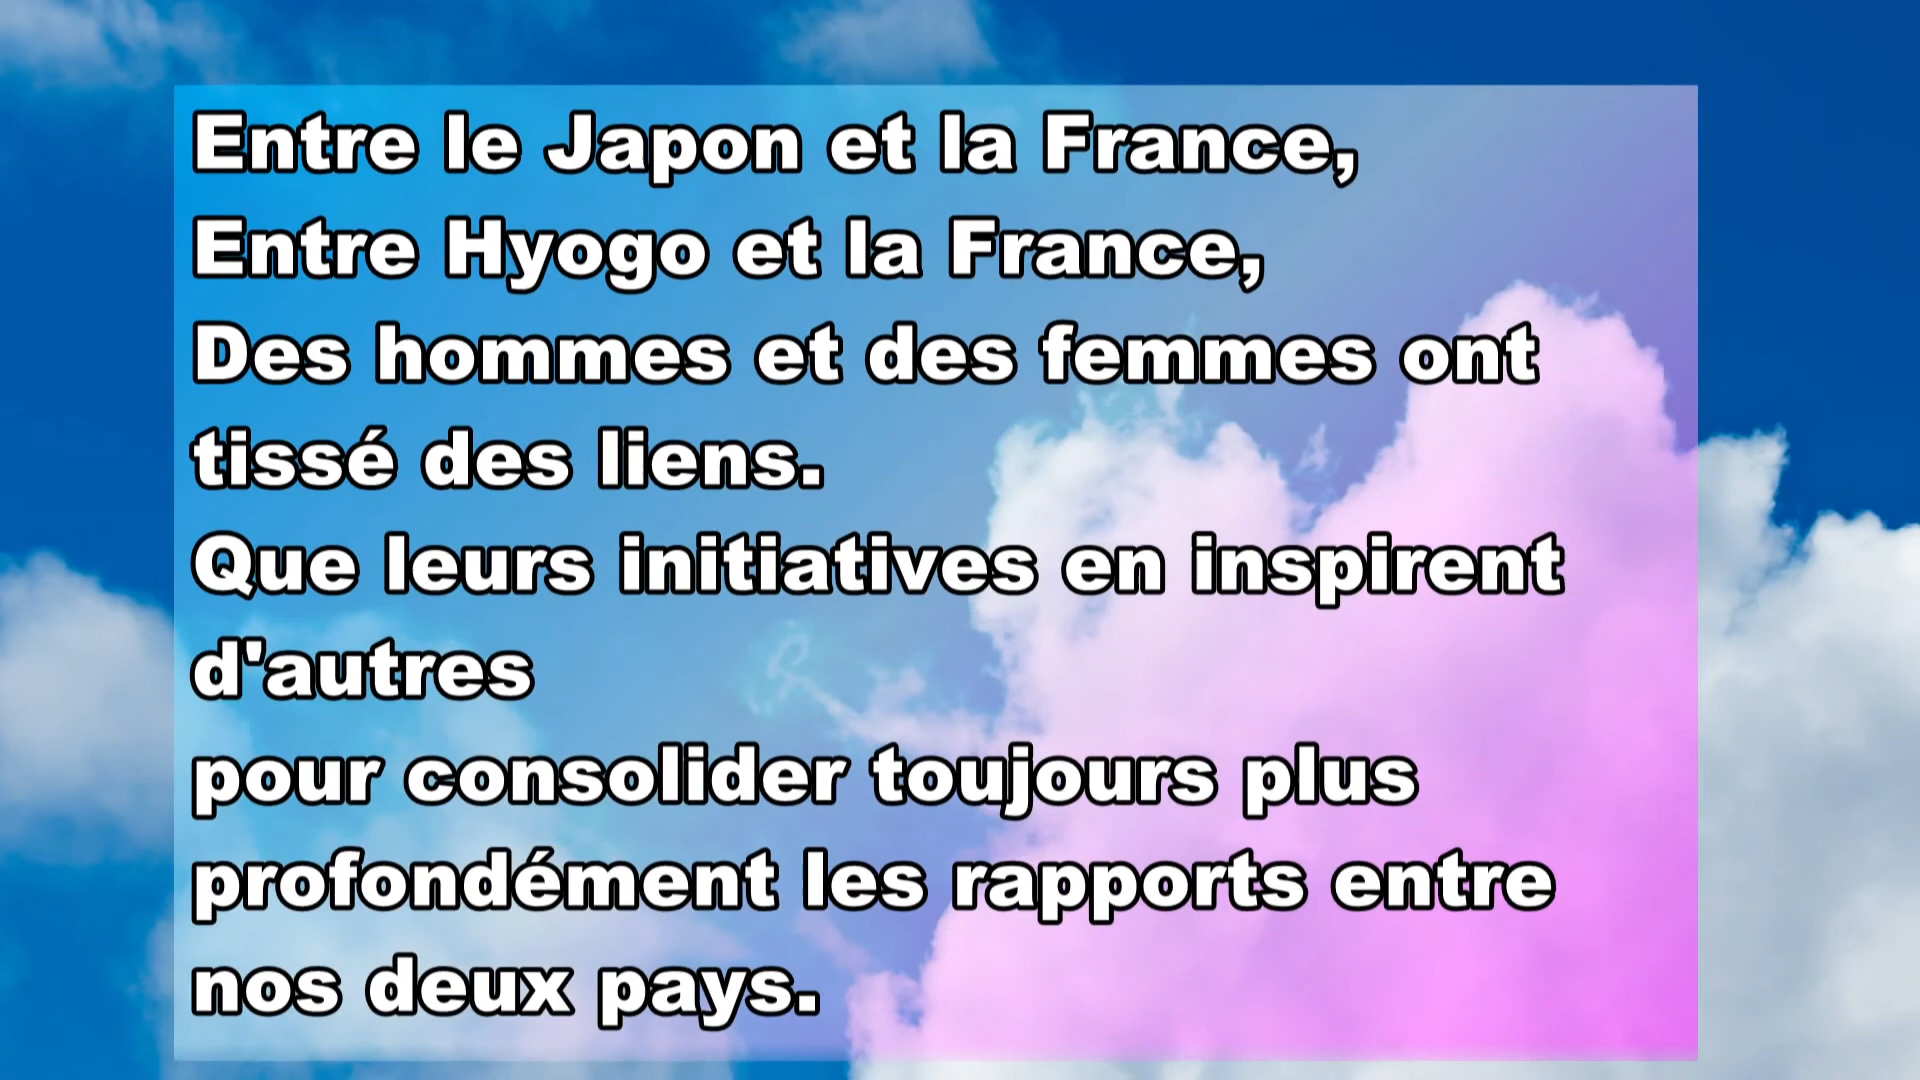 Entre le Japon et la France,
Entre Hyogo et la France,
Des hommes et des femmes ont
tissé des liens.
Que leurs initiatives en inspirent
d'autres
pour consolider toujours plus
profondément les rapports entre
nos deux pays.